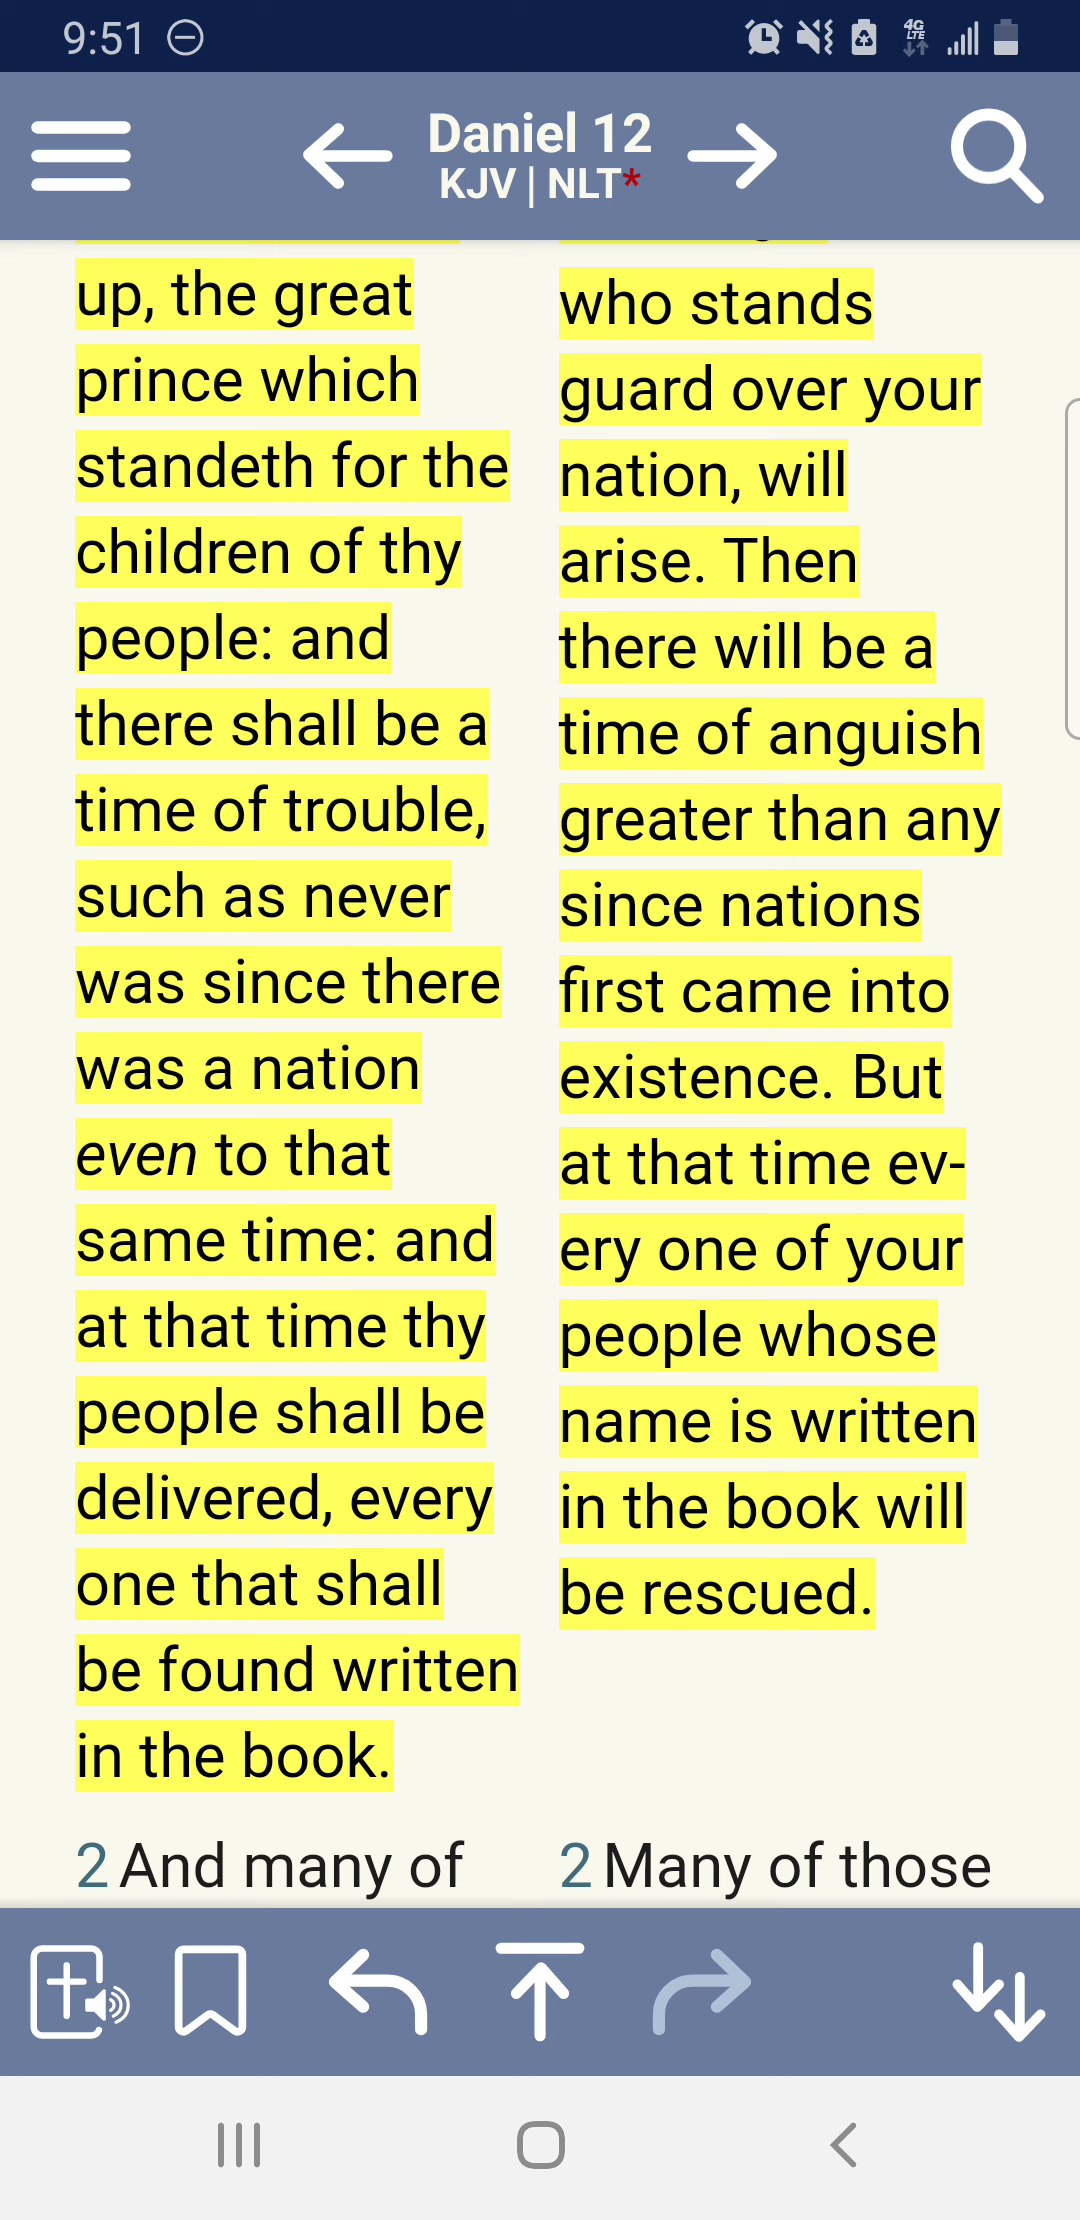 9:51
4G
LTE
Daniel 12
KJV | NLT*
up, the great
prince which
standeth for the
children of thy
people: and
there shall be a
time of trouble,
such as never
was since there
was a nation
even to that
same time: and
at that time thy
people shall be
delivered, every
one that shall
be found written
in the book.
2 And many of
who stands
guard over your
nation, will
arise. Then
there will be a
time of anguish
greater than any
since nations
first came into
existence. But
at that time ev-
ery one of your
people whose
name is written
in the book will
be rescued.
2 Many of those